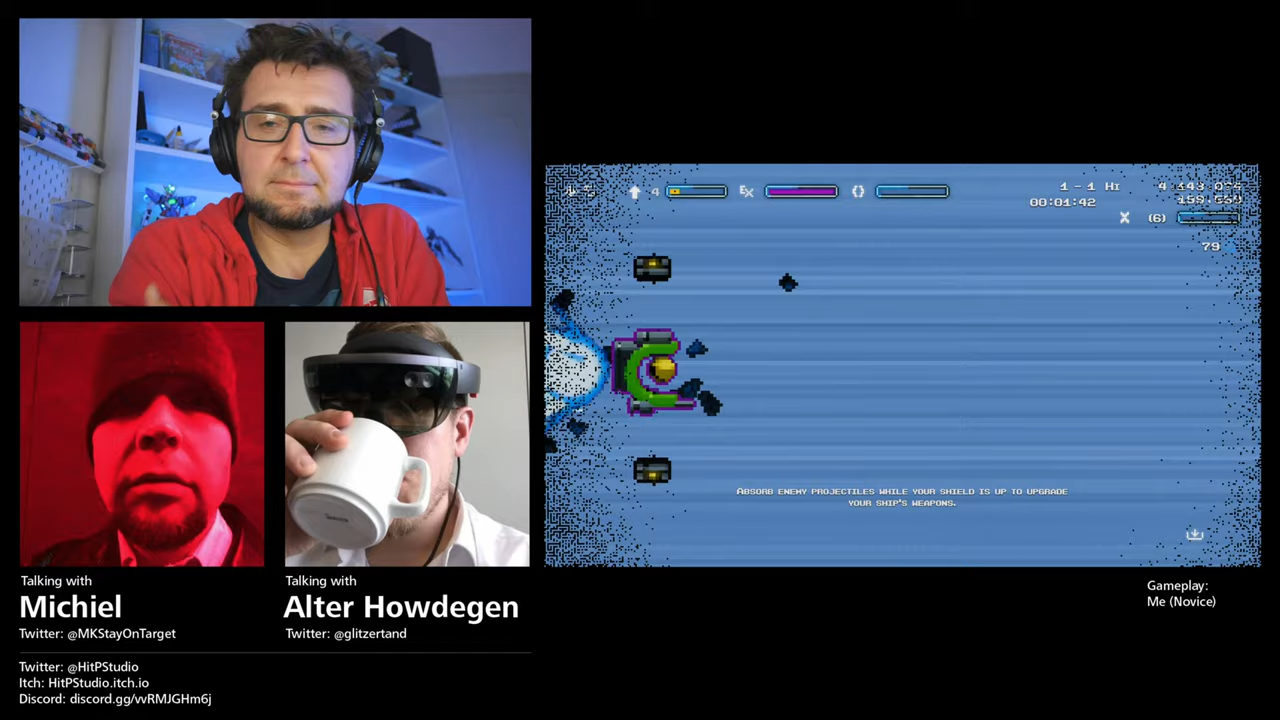 Talking with
Michiel
Twitter: @MKStayOnTarget
Talking with
Alter Howdegen
Twitter: @glitzertand
Twitter: @HitPStudio
Itch: HitPStudio.itch.io
Discord: discord.gg/vvRMJGHm6j
4
EX
1 - 1 HI
00:01:42
(6)
79
ABSORB ENEMY PROJECTILES WHILE YOUR SHIELD IS UP TO UPGRADE
YOUR SHIP'S WEAPONS.
Gameplay:
Me (Novice)